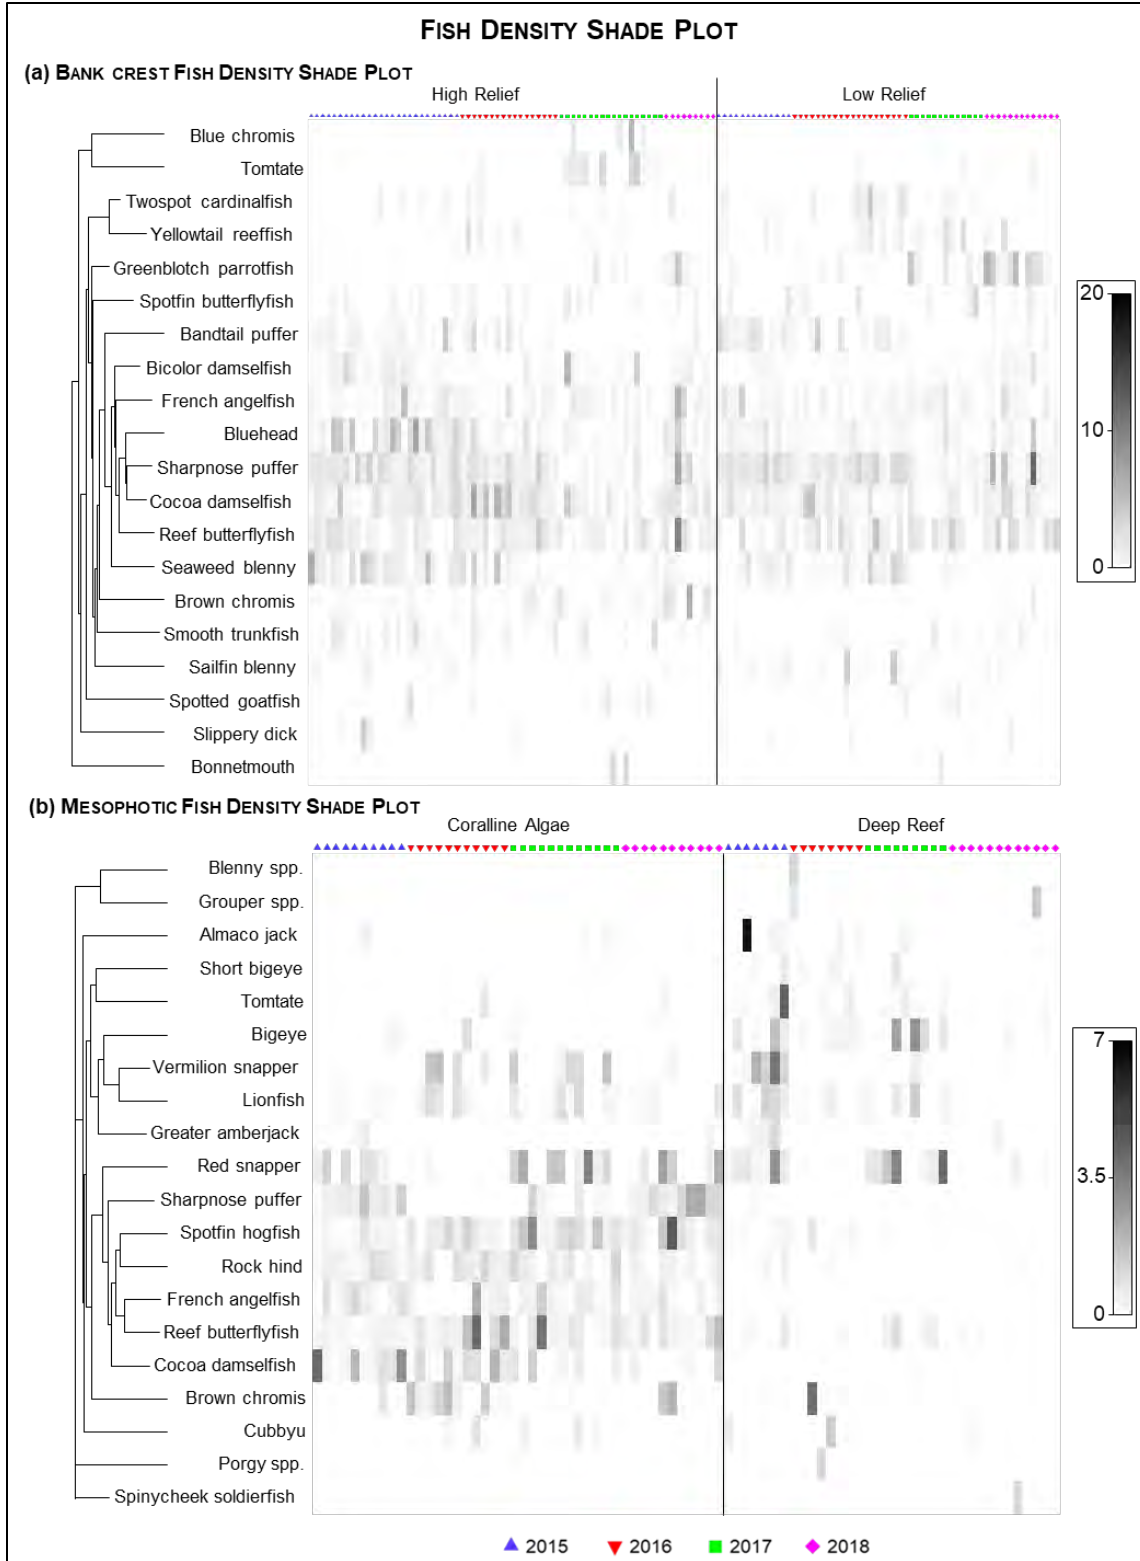 FISH DENSITY SHADE PLOT
(a) BANK CREST FISH DENSITY SHADE PLOT
High Relief
Low Relief
Blue chromis
Tomtate
Twospot cardinalfish
Yellowtail reeffish
Greenblotch parrotfish
Spotfin butterflyfish
Bandtail puffer
Bicolor damselfish
French angelfish
Bluehead
Sharpnose puffer
Cocoa damselfish
Reef butterflyfish
Seaweed blenny
Brown chromis
Smooth trunkfish
Sailfin blenny
Spotted goatfish
Slippery dick
Bonnetmouth
20
10
0
(b) MESOPHOTIC FISH DENSITY SHADE PLOT
Coralline Algae
Deep Reef
Blenny spp.
Grouper spp.
Almaco jack
Short bigeye
Tomtate
Bigeye
Vermilion snapper
Lionfish
Greater amberjack
Red snapper
Sharpnose puffer
Spotfin hogfish
Rock hind
French angelfish
Reef butterflyfish
Cocoa damselfish
Brown chromis
Cubbyu
Porgy spp.
Spinycheek soldierfish
7
3.5
0
2015 2016 2017 2018